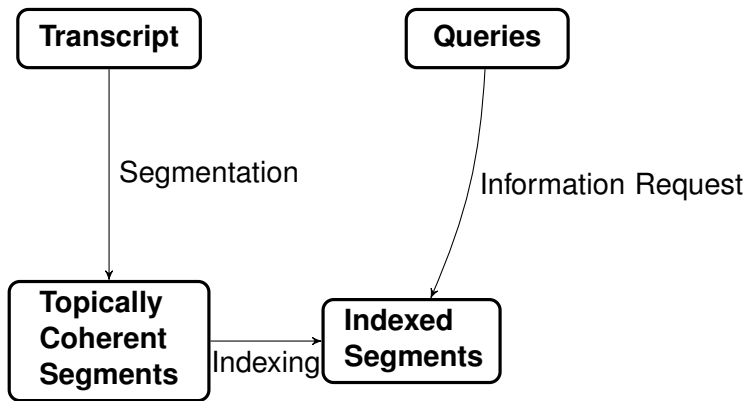 Transcript
Queries
Segmentation
Information Request
Topically
Coherent
Segments
Indexing
Indexed
Segments